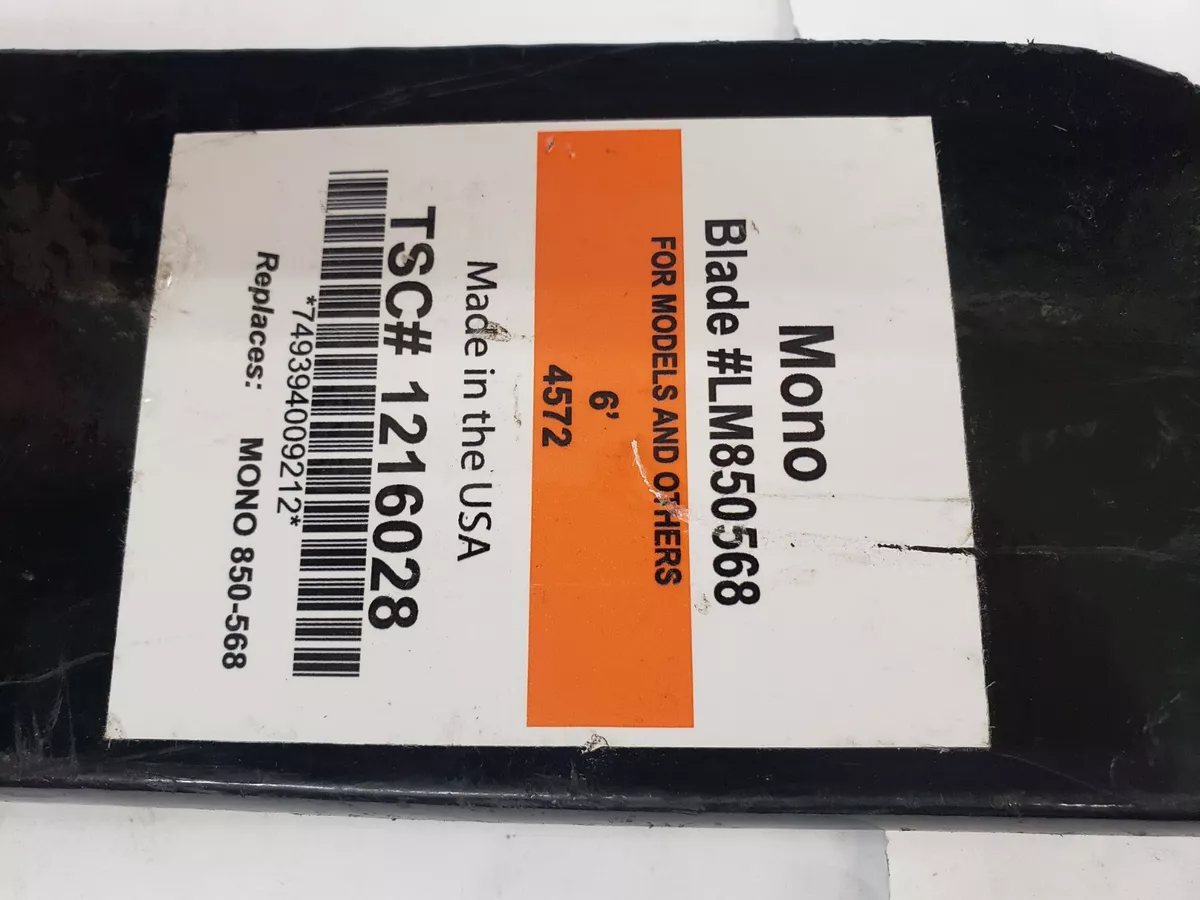 Mono
Blade #LM850568
FOR MODELS AND OTHERS
6'
4572
Made in the USA
TSC# 1216028
*749394009212*
Replaces: MONO 850-568